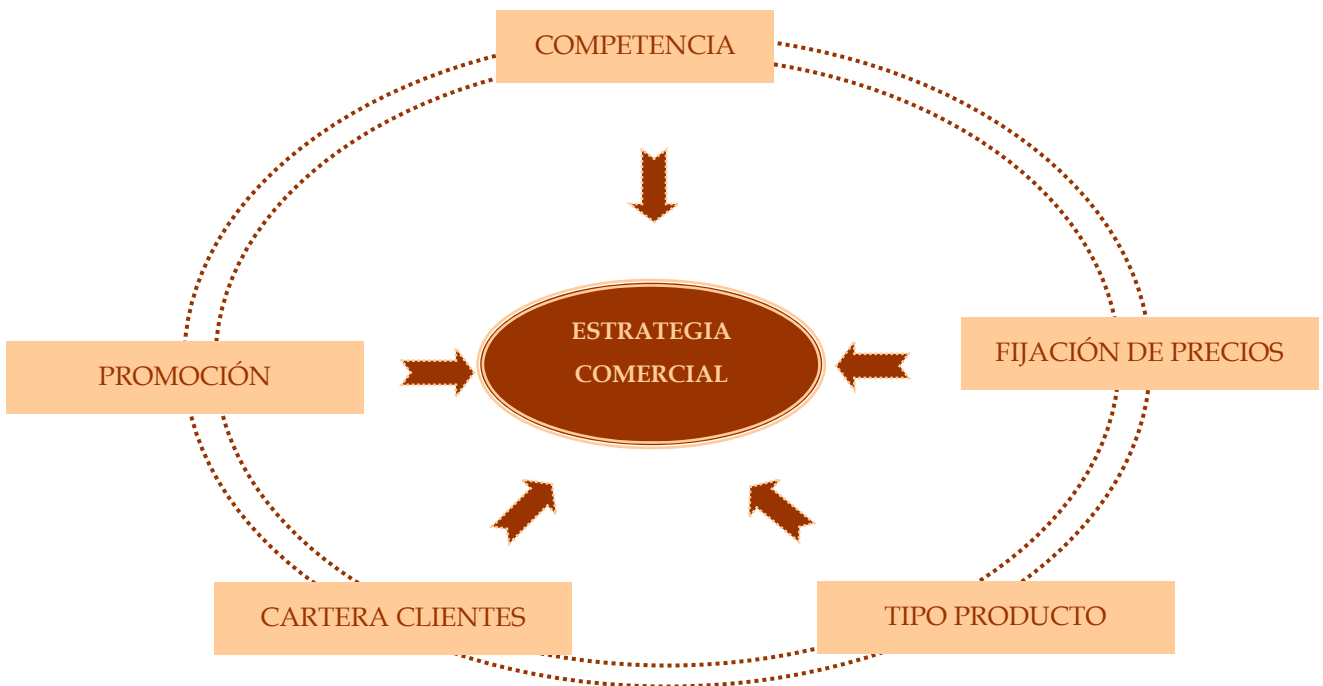 COMPETENCIA
ESTRATEGIA
COMERCIAL
FIJACIÓN DE PRECIOS
PROMOCIÓN
CARTERA CLIENTES
TIPO PRODUCTO